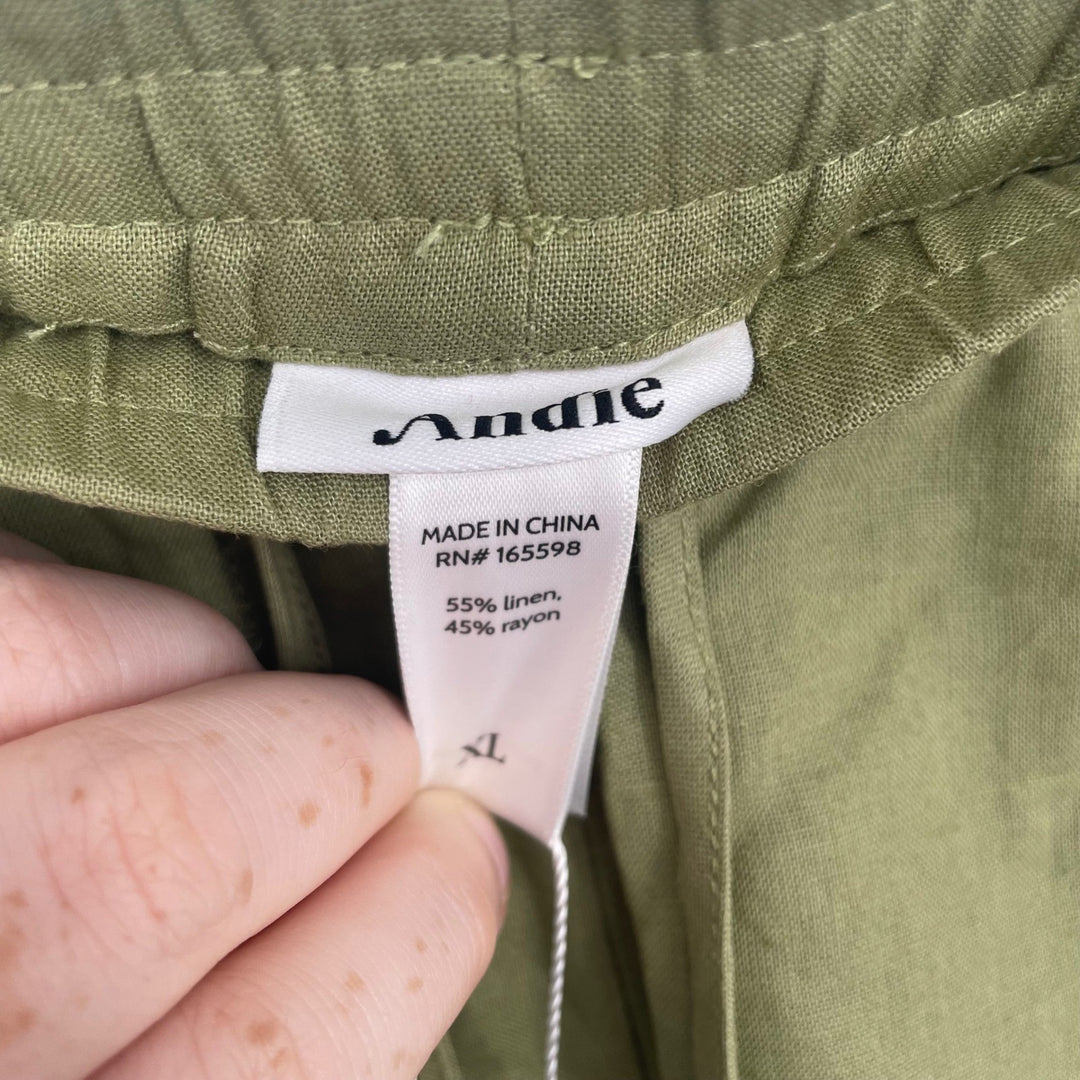 Andie
MADE IN CHINA
RN# 165598
55% linen,
45% rayon
XL